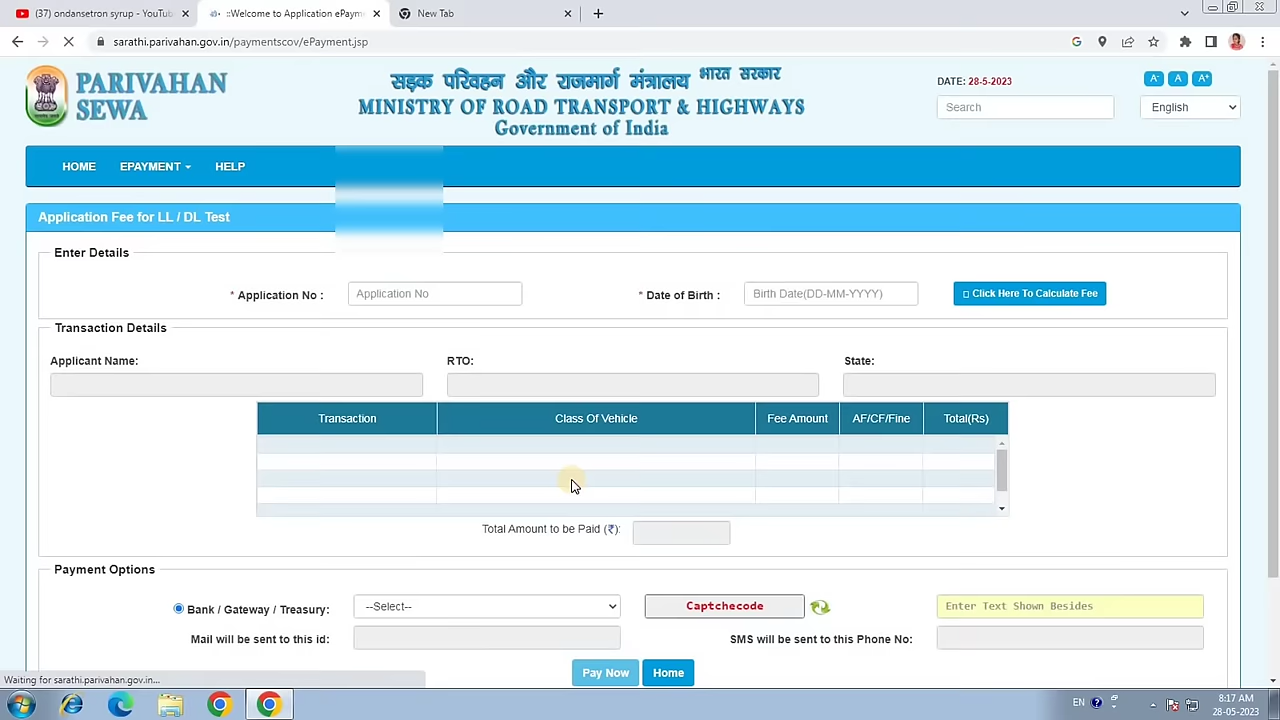 (37) ondansetron syrup - YouTub
::Welcome to Application ePaym
New Tab
sarathi.parivahan.gov.in/paymentscov/ePayment.jsp
PARIVAHAN
SEWA
सड़क परिवहन और राजमार्ग मंत्रालय भारत सरकार
MINISTRY OF ROAD TRANSPORT & HIGHWAYS
Government of India
DATE: 28-5-2023
A- A A+
Search
English
HOME EPAYMENT HELP
Application Fee for LL / DL Test
Enter Details
* Application No : Application No * Date of Birth : Birth Date(DD-MM-YYYY) Click Here To Calculate Fee
Transaction Details
Applicant Name: RTO: State:
Transaction Class Of Vehicle Fee Amount AF/CF/Fine Total(Rs)
Total Amount to be Paid (₹):
Payment Options
Bank / Gateway / Treasury: --Select-- Captchecode Enter Text Shown Besides
Mail will be sent to this id: SMS will be sent to this Phone No:
Pay Now Home
Waiting for sarathi.parivahan.gov.in...
EN
8:17 AM
28-05-2023